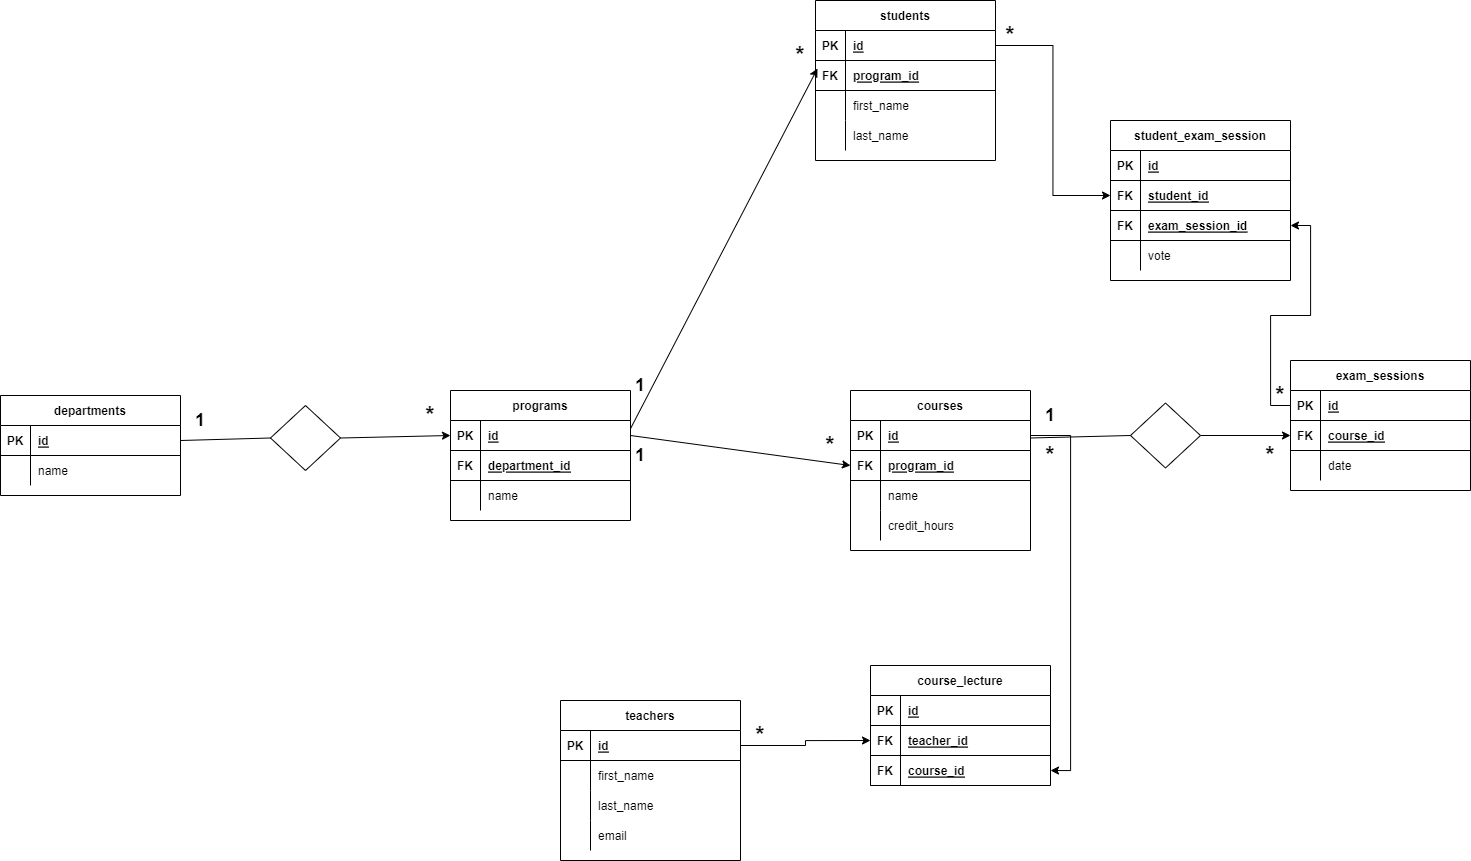 students
PK id
*
*
FK program_id
first_name
last_name
student_exam_session
PK id
FK student_id
FK exam_session_id
vote
departments
PK id
name
1
*
programs
PK id
FK department_id
name
1
1
*
courses
PK id
FK program_id
name
credit_hours
1
*
*
*
exam_sessions
PK id
FK course_id
date
teachers
PK id
first_name
last_name
email
*
course_lecture
PK id
FK teacher_id
FK course_id